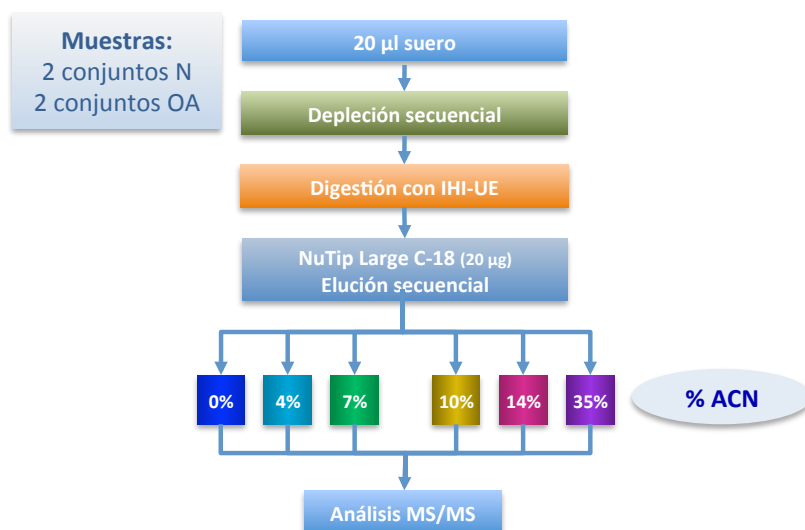 Muestras:
2 conjuntos N
2 conjuntos OA
20 µl suero
Depleción secuencial
Digestión con IHI-UE
NuTip Large C-18 (20 µg)
Elución secuencial
0% 4% 7% 10% 14% 35%
% ACN
Análisis MS/MS